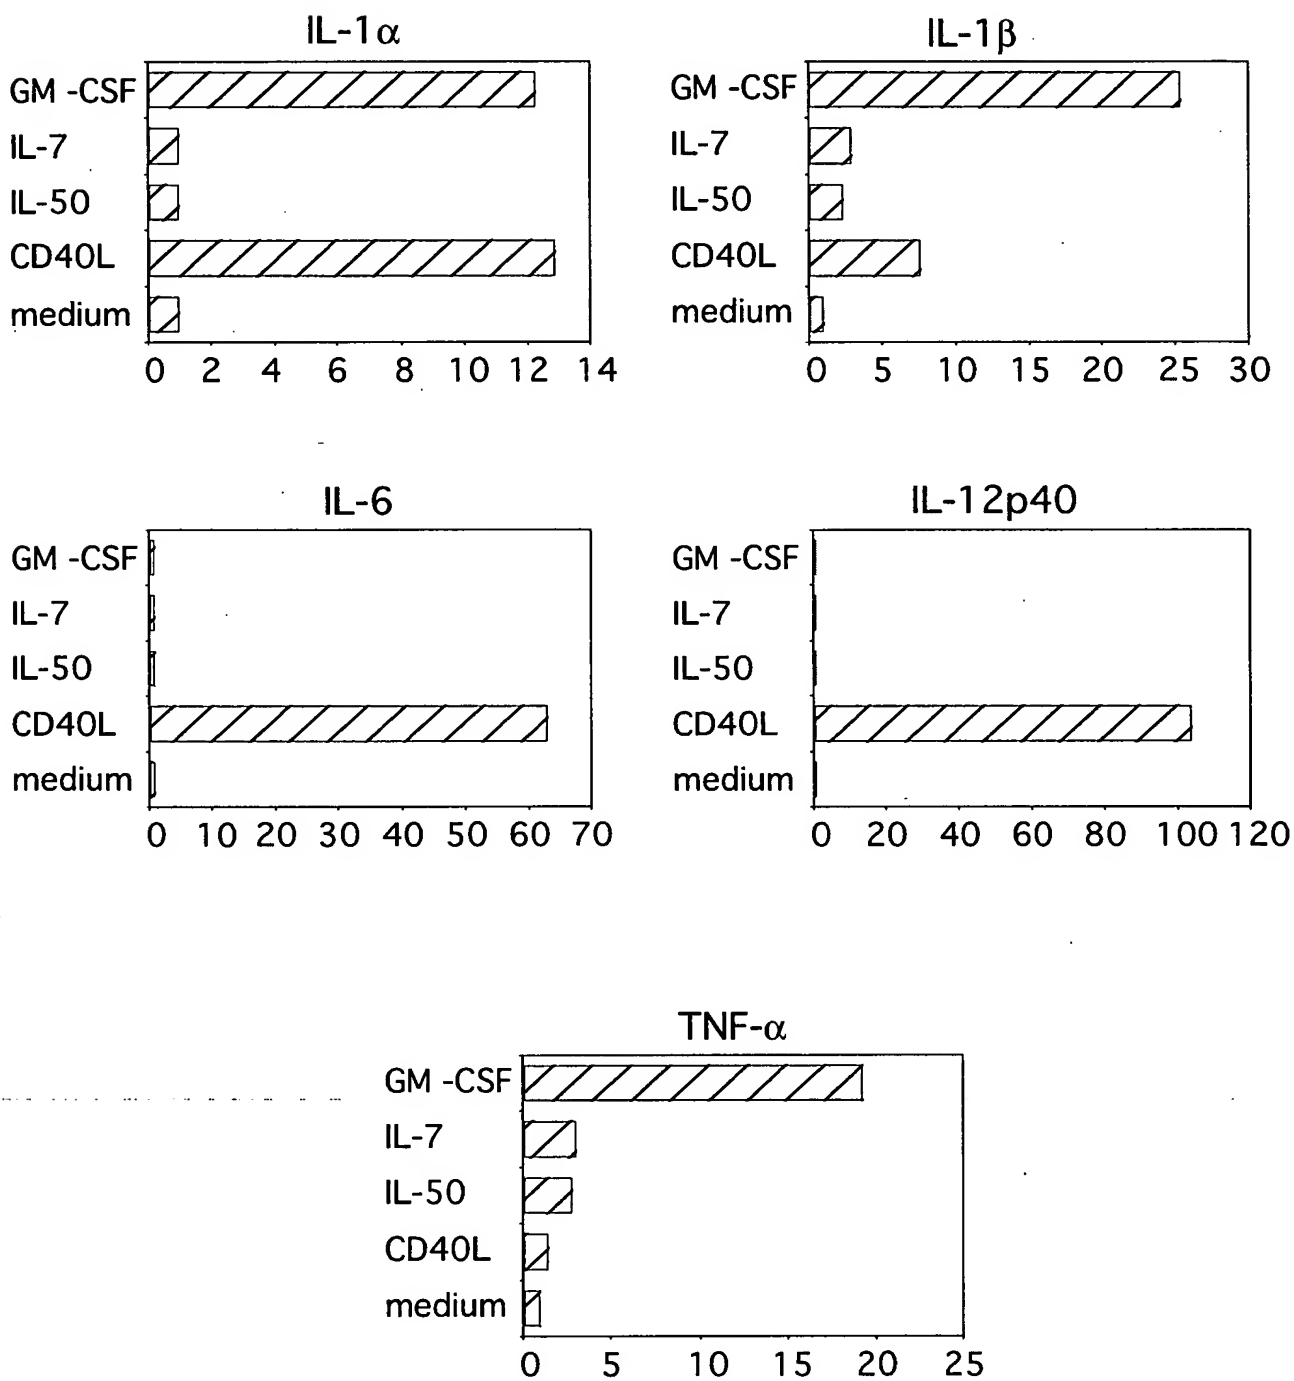 IL-1α
GM -CSF
IL-7
IL-50
CD40L
medium
0 2 4 6 8 10 12 14
IL-1β
GM -CSF
IL-7
IL-50
CD40L
medium
0 5 10 15 20 25 30
IL-6
GM -CSF
IL-7
IL-50
CD40L
medium
0 10 20 30 40 50 60 70
IL-12p40
GM -CSF
IL-7
IL-50
CD40L
medium
0 20 40 60 80 100 120
TNF-α
GM -CSF
IL-7
IL-50
CD40L
medium
0 5 10 15 20 25